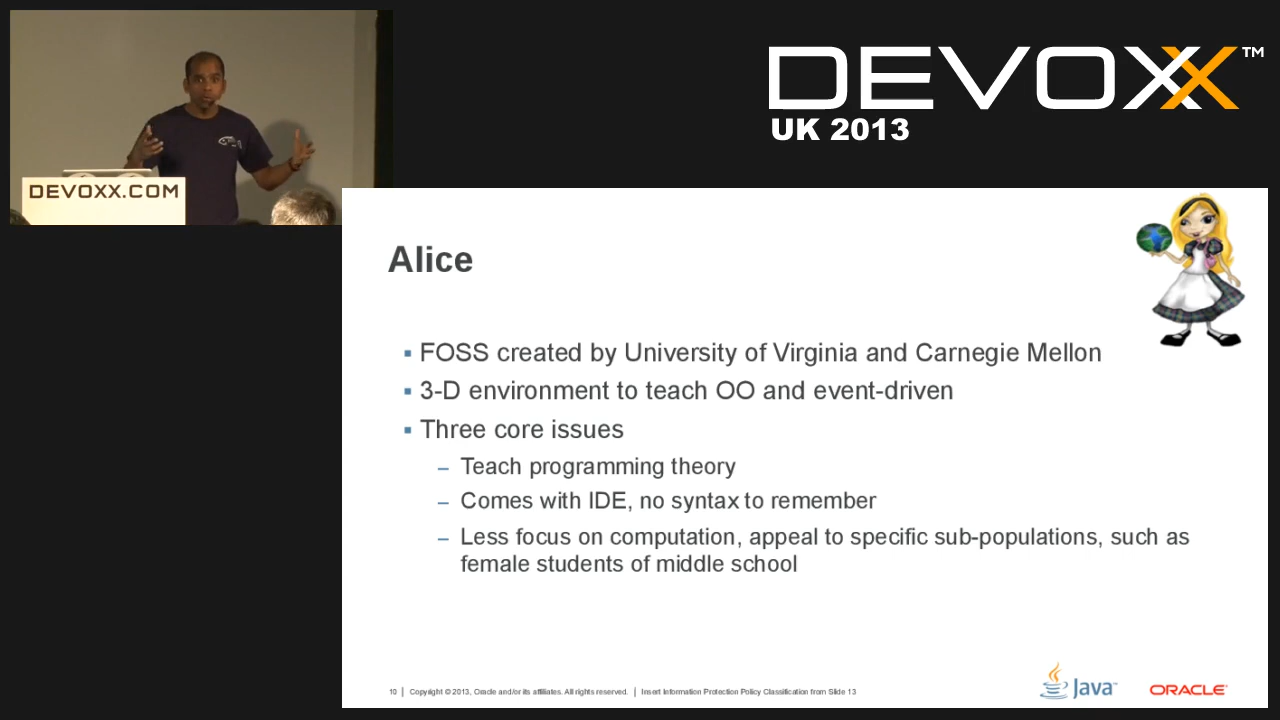 DEVOXX™
UK 2013
DEVOXX.COM
Alice
▪ FOSS created by University of Virginia and Carnegie Mellon
▪ 3-D environment to teach OO and event-driven
▪ Three core issues
– Teach programming theory
– Comes with IDE, no syntax to remember
– Less focus on computation, appeal to specific sub-populations, such as
female students of middle school
10 | Copyright © 2013, Oracle and/or its affiliates. All rights reserved. | Insert Information Protection Policy Classification from Slide 13
Java™
ORACLE®